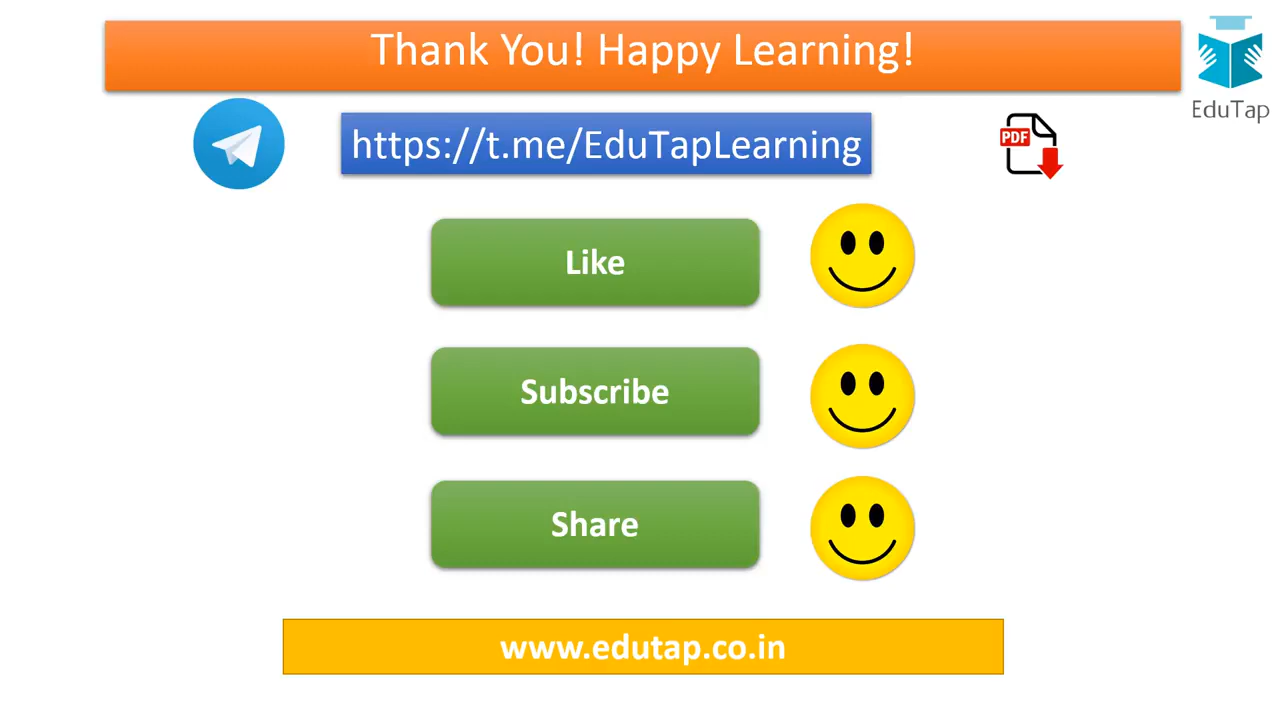 Thank You! Happy Learning!
EduTap
https://t.me/EduTapLearning
PDF
Like
Subscribe
Share
www.edutap.co.in